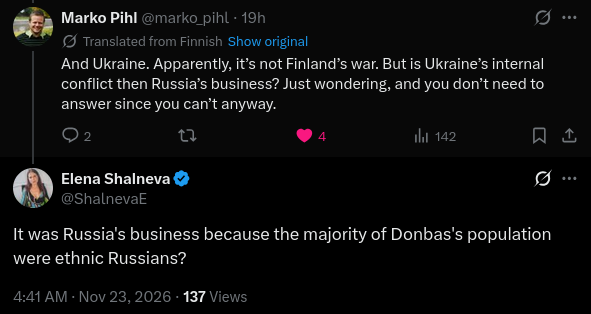 Marko Pihl @marko_pihl · 19h
Translated from Finnish Show original
And Ukraine. Apparently, it’s not Finland’s war. But is Ukraine’s internal
conflict then Russia’s business? Just wondering, and you don’t need to
answer since you can’t anyway.
2 4 142
Elena Shalneva
@ShalnevaE
It was Russia's business because the majority of Donbas's population
were ethnic Russians?
4:41 AM · Nov 23, 2026 · 137 Views